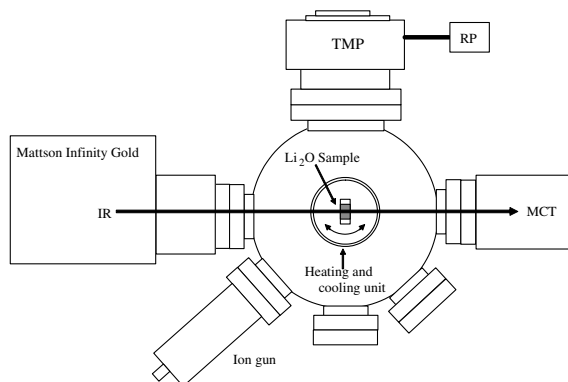 TMP
RP
Mattson Infinity Gold
Li2O Sample
IR
MCT
Heating and
cooling unit
Ion gun